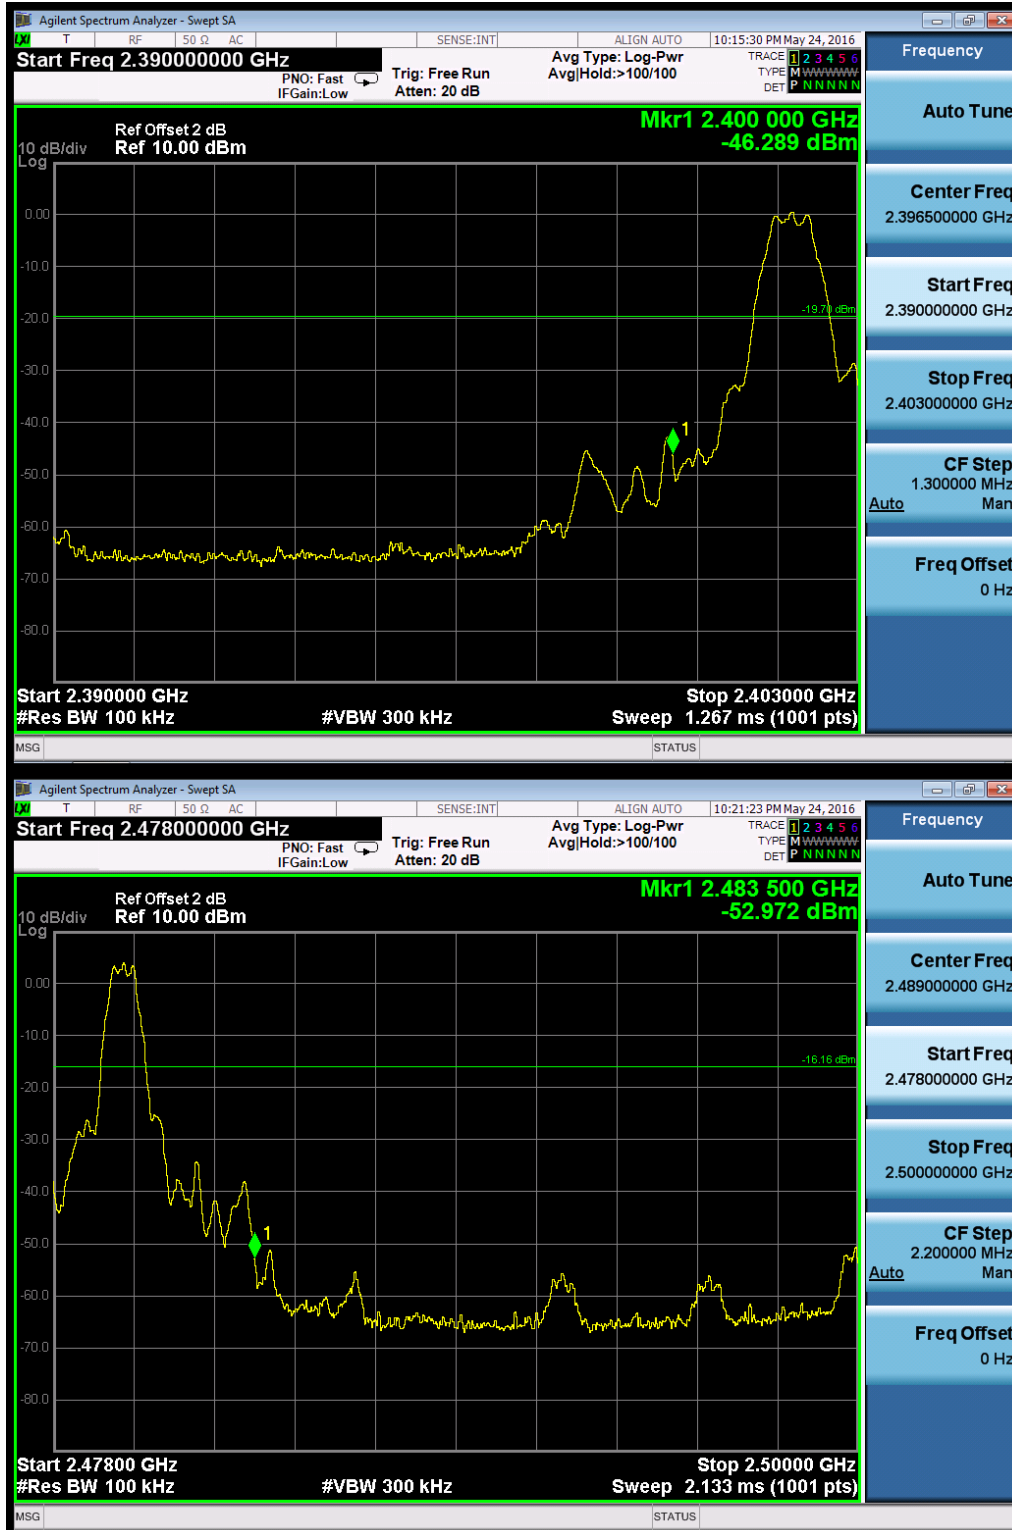 Agilent Spectrum Analyzer - Swept SA
LXI T RF 50 Ω AC SENSE:INT ALIGN AUTO 10:15:30 PM May 24, 2016
Start Freq 2.390000000 GHz
PNO: Fast
IFGain:Low
Trig: Free Run
Atten: 20 dB
Avg Type: Log-Pwr
Avg|Hold:>100/100
TRACE 1 2 3 4 5 6
TYPE M WWWWW
DET P N N N N N
Mkr1 2.400 000 GHz
-46.289 dBm
Ref Offset 2 dB
10 dB/div Ref 10.00 dBm
Log
0.00
-10.0
-19.70 dBm
-20.0
-30.0
-40.0
1
-50.0
-60.0
-70.0
-80.0
Start 2.390000 GHz Stop 2.403000 GHz
#Res BW 100 kHz #VBW 300 kHz Sweep 1.267 ms (1001 pts)
MSG STATUS
Frequency
Auto Tune
Center Freq
2.396500000 GHz
Start Freq
2.390000000 GHz
Stop Freq
2.403000000 GHz
CF Step
1.300000 MHz
Auto Man
Freq Offset
0 Hz
Agilent Spectrum Analyzer - Swept SA
LXI T RF 50 Ω AC SENSE:INT ALIGN AUTO 10:21:23 PM May 24, 2016
Start Freq 2.478000000 GHz
PNO: Fast
IFGain:Low
Trig: Free Run
Atten: 20 dB
Avg Type: Log-Pwr
Avg|Hold:>100/100
TRACE 1 2 3 4 5 6
TYPE M WWWWW
DET P N N N N N
Mkr1 2.483 500 GHz
-52.972 dBm
Ref Offset 2 dB
10 dB/div Ref 10.00 dBm
Log
0.00
-10.0
-16.16 dBm
-20.0
-30.0
-40.0
-50.0
1
-60.0
-70.0
-80.0
Start 2.47800 GHz Stop 2.50000 GHz
#Res BW 100 kHz #VBW 300 kHz Sweep 2.133 ms (1001 pts)
MSG STATUS
Frequency
Auto Tune
Center Freq
2.489000000 GHz
Start Freq
2.478000000 GHz
Stop Freq
2.500000000 GHz
CF Step
2.200000 MHz
Auto Man
Freq Offset
0 Hz